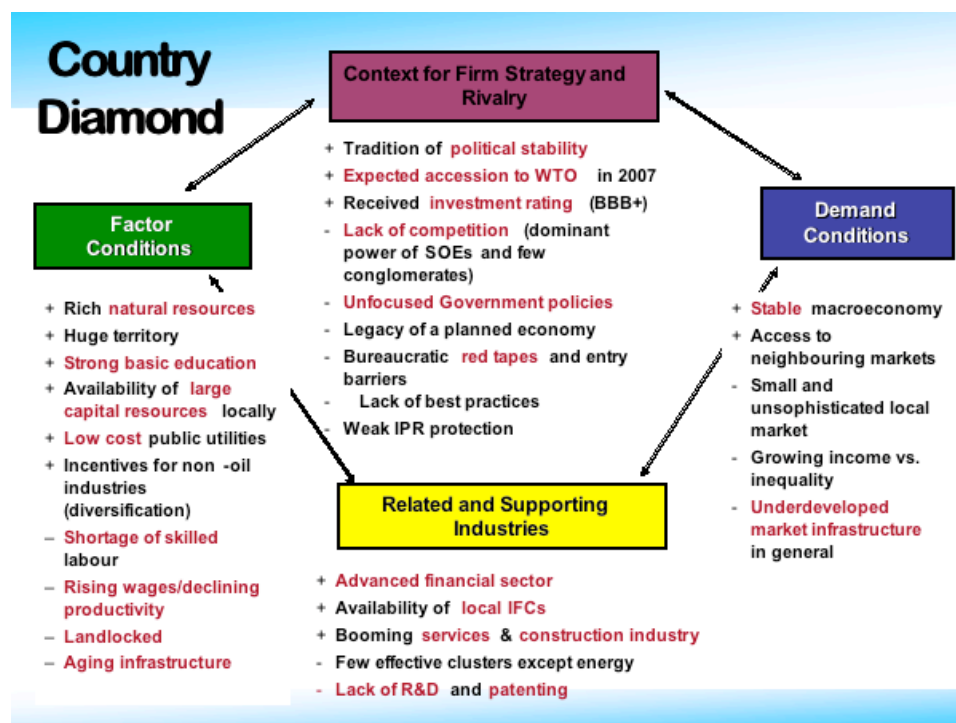 Country
Diamond
Context for Firm Strategy and
Rivalry
+ Tradition of political stability
+ Expected accession to WTO in 2007
+ Received investment rating (BBB+)
- Lack of competition (dominant
power of SOEs and few
conglomerates)
- Unfocused Government policies
- Legacy of a planned economy
- Bureaucratic red tapes and entry
barriers
- Lack of best practices
- Weak IPR protection
Factor
Conditions
+ Rich natural resources
+ Huge territory
+ Strong basic education
+ Availability of large
capital resources locally
+ Low cost public utilities
+ Incentives for non -oil
industries
(diversification)
– Shortage of skilled
labour
– Rising wages/declining
productivity
– Landlocked
– Aging infrastructure
Demand
Conditions
+ Stable macroeconomy
+ Access to
neighbouring markets
- Small and
unsophisticated local
market
- Growing income vs.
inequality
- Underdeveloped
market infrastructure
in general
Related and Supporting
Industries
+ Advanced financial sector
+ Availability of local IFCs
+ Booming services & construction industry
- Few effective clusters except energy
- Lack of R&D and patenting